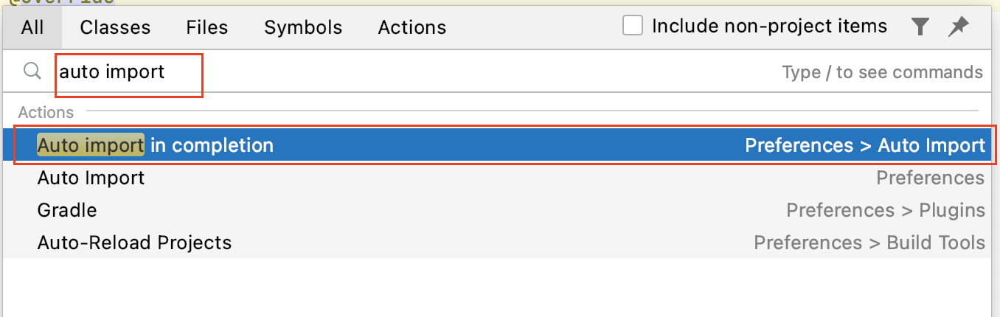 @override
All Classes Files Symbols Actions Include non-project items
auto import Type / to see commands
Actions
Auto import in completion Preferences > Auto Import
Auto Import Preferences
Gradle Preferences > Plugins
Auto-Reload Projects Preferences > Build Tools